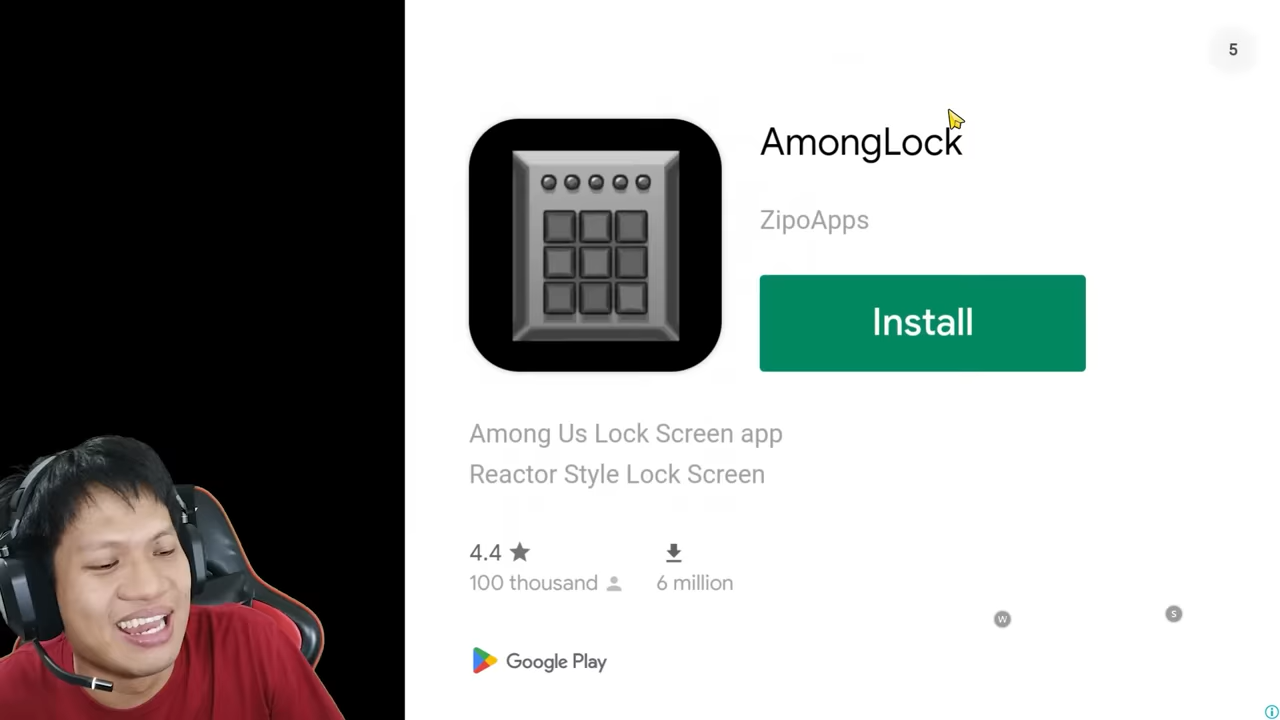 5
AmongLock
ZipoApps
Install
Among Us Lock Screen app
Reactor Style Lock Screen
4.4
100 thousand
6 million
W
S
Google Play